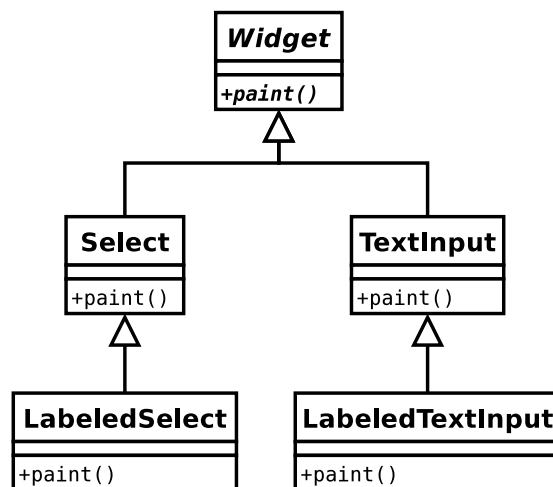 Widget
+paint()
Select
+paint()
TextInput
+paint()
LabeledSelect
+paint()
LabeledTextInput
+paint()